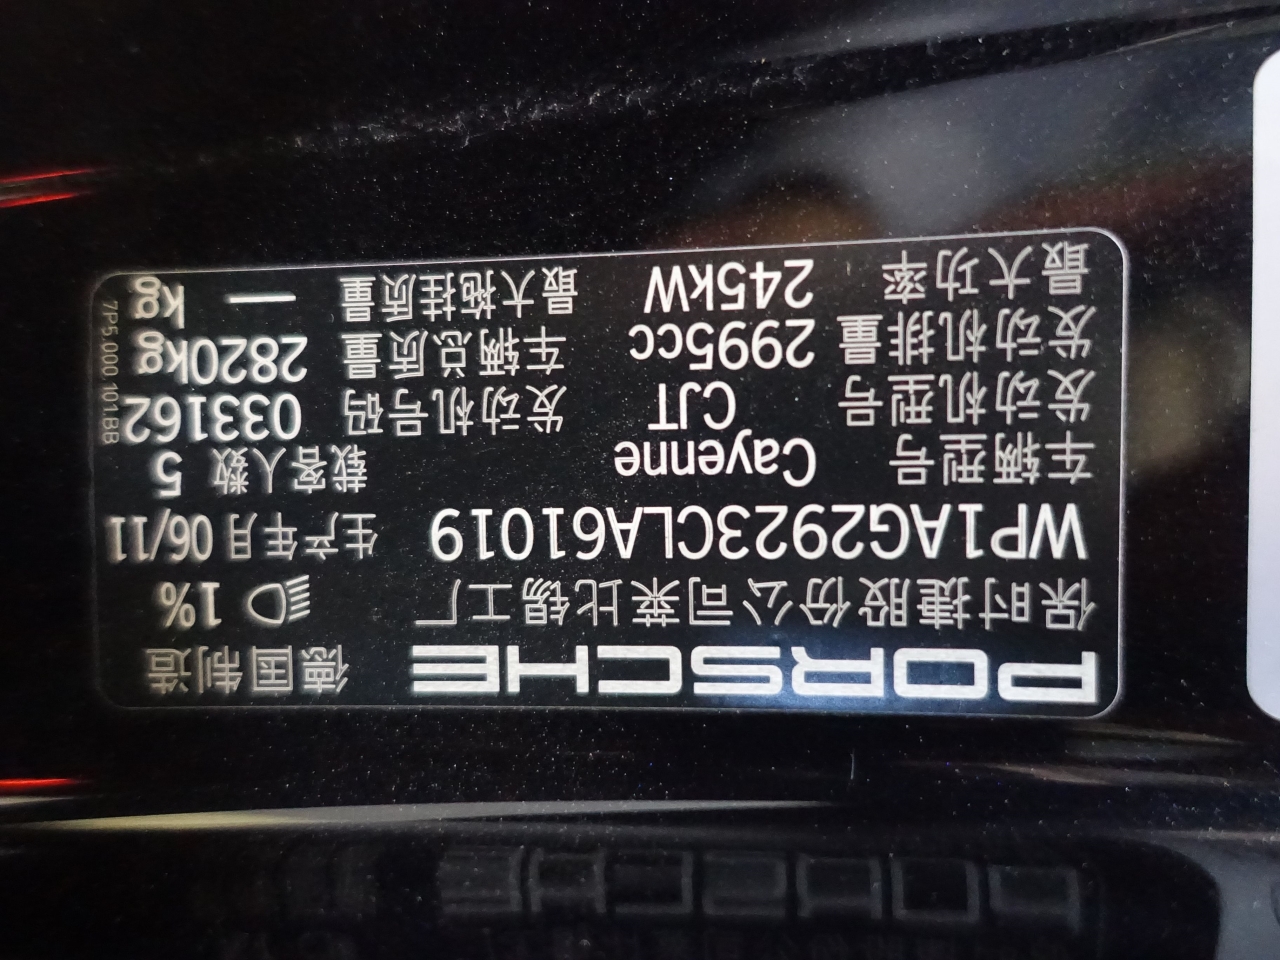 PORSCHE 德国制造
保时捷股份公司莱比锡工厂 1%
WP1AG2923CLA61019 生产年月 06/11
车辆型号 Cayenne 载客人数 5
发动机型号 CJT 发动机号码 033162
发动机排量 2995cc 车辆总质量 2820kg
最大功率 245kW 最大拖挂质量 — kg
7P5.000.101BB